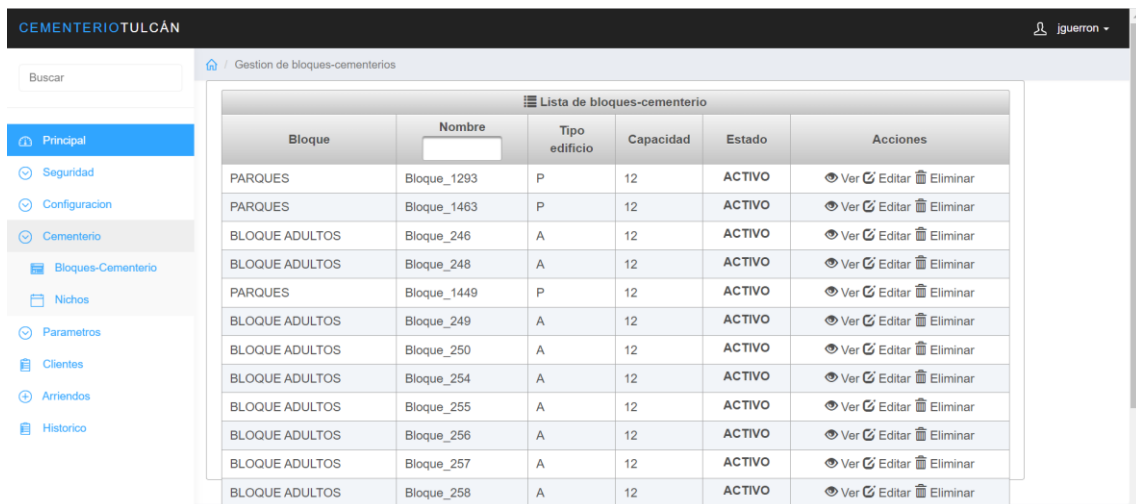 CEMENTERIOTULCÁN
jguerron
Buscar
Gestion de bloques-cementerios
Principal
Seguridad
Configuracion
Cementerio
Bloques-Cementerio
Nichos
Parametros
Clientes
Arriendos
Historico
Lista de bloques-cementerio
Bloque Nombre Tipo edificio Capacidad Estado Acciones
PARQUES Bloque_1293 P 12 ACTIVO Ver Editar Eliminar
PARQUES Bloque_1463 P 12 ACTIVO Ver Editar Eliminar
BLOQUE ADULTOS Bloque_246 A 12 ACTIVO Ver Editar Eliminar
BLOQUE ADULTOS Bloque_248 A 12 ACTIVO Ver Editar Eliminar
PARQUES Bloque_1449 P 12 ACTIVO Ver Editar Eliminar
BLOQUE ADULTOS Bloque_249 A 12 ACTIVO Ver Editar Eliminar
BLOQUE ADULTOS Bloque_250 A 12 ACTIVO Ver Editar Eliminar
BLOQUE ADULTOS Bloque_254 A 12 ACTIVO Ver Editar Eliminar
BLOQUE ADULTOS Bloque_255 A 12 ACTIVO Ver Editar Eliminar
BLOQUE ADULTOS Bloque_256 A 12 ACTIVO Ver Editar Eliminar
BLOQUE ADULTOS Bloque_257 A 12 ACTIVO Ver Editar Eliminar
BLOQUE ADULTOS Bloque_258 A 12 ACTIVO Ver Editar Eliminar